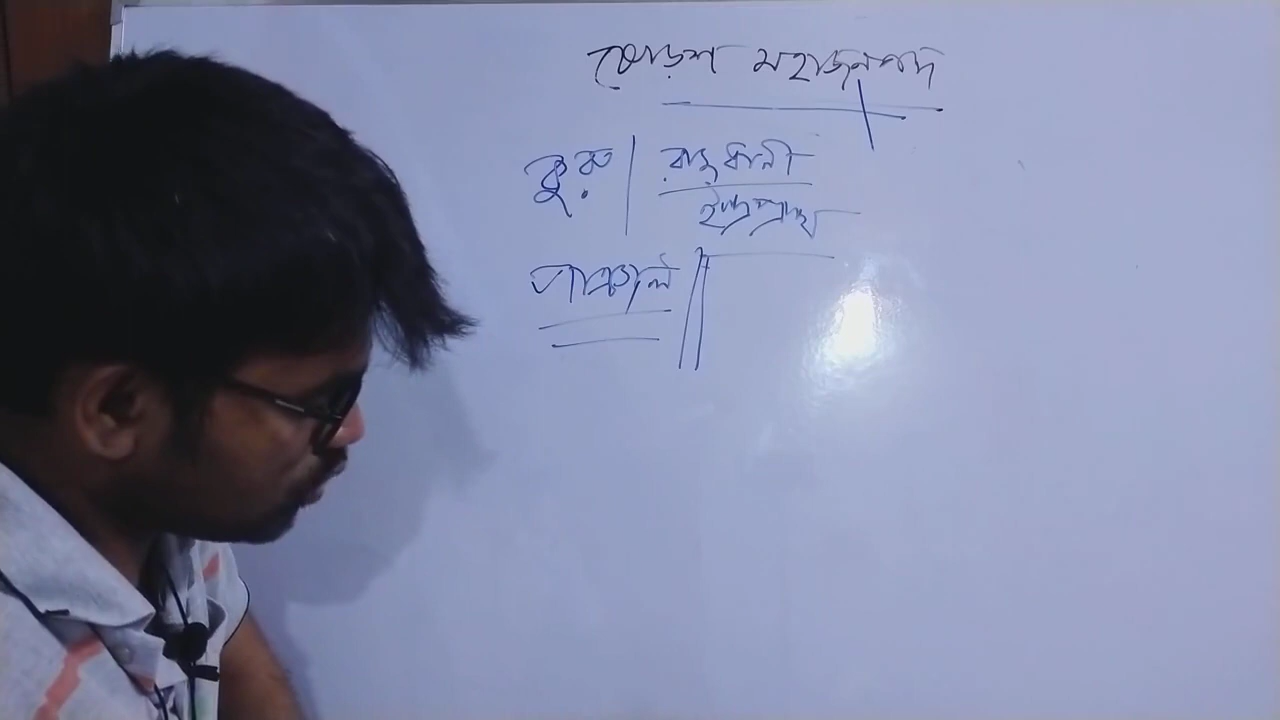 ষোড়শ মহাজনপদ
কুরু | রাজধানী
ইন্দ্রপ্রস্থ
পাঞ্চাল